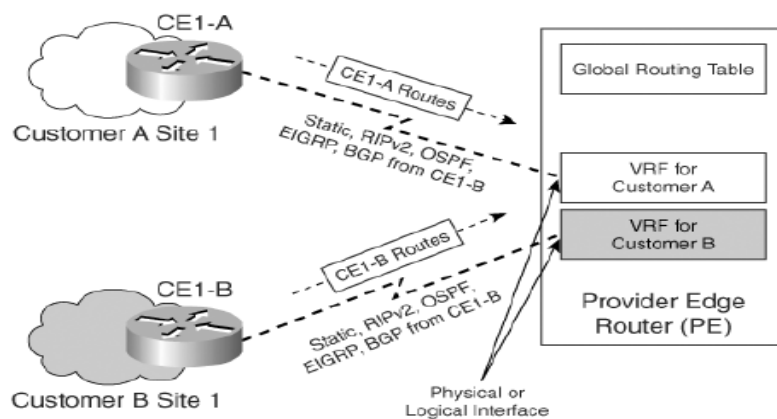 CE1-A
Customer A Site 1
CE1-A Routes
Static, RIPv2, OSPF,
EIGRP, BGP from CE1-B
Global Routing Table
VRF for
Customer A
VRF for
Customer B
Provider Edge
Router (PE)
CE1-B
Customer B Site 1
CE1-B Routes
Static, RIPv2, OSPF,
EIGRP, BGP from CE1-B
Physical or
Logical Interface